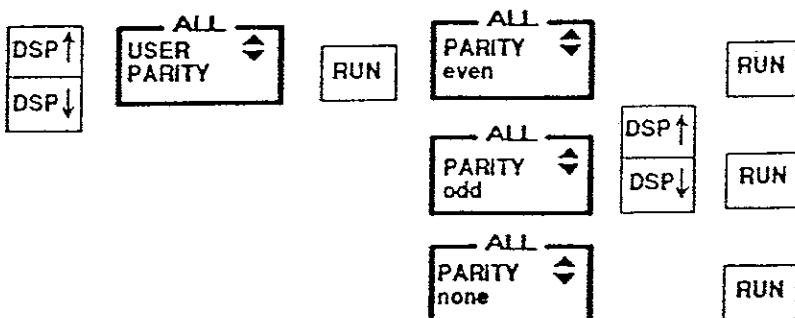 ALL
DSP↑
DSP↓
USER
PARITY
RUN
ALL
PARITY
even
RUN
ALL
PARITY
odd
DSP↑
DSP↓
RUN
ALL
PARITY
none
RUN